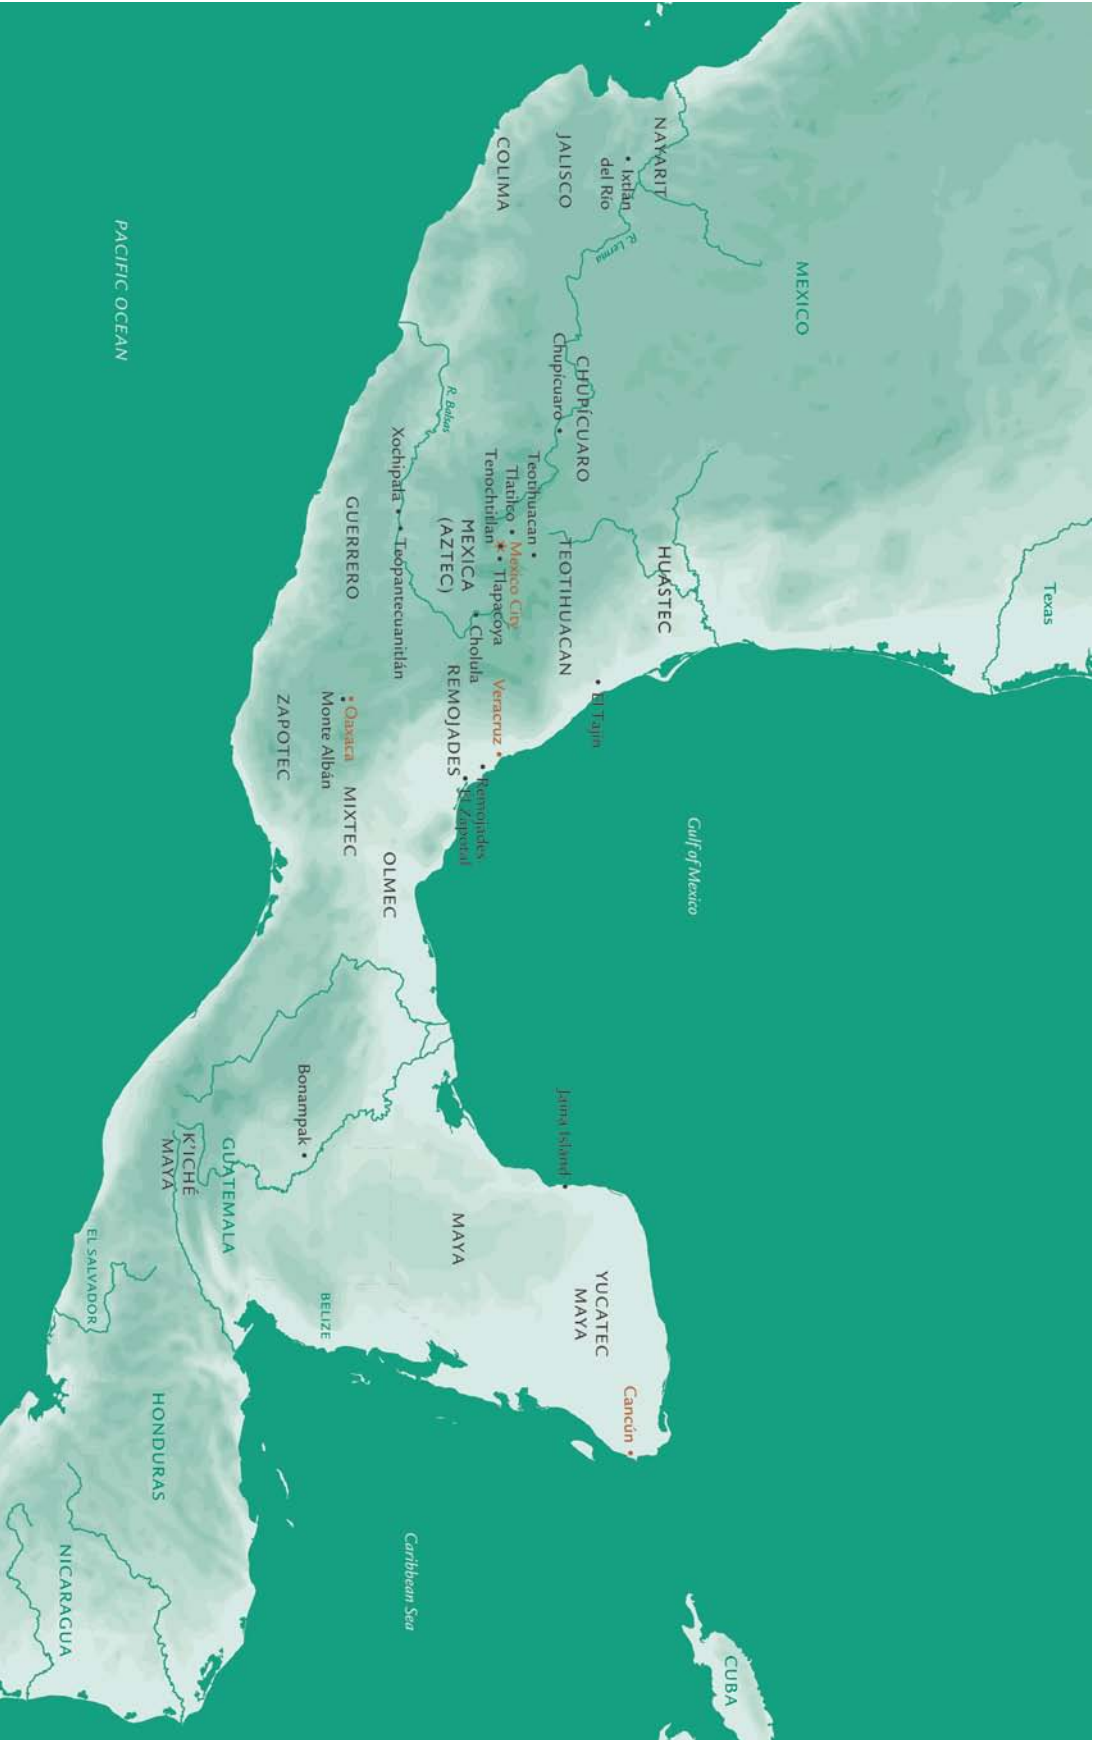 Texas
MEXICO
NAYARIT
Ixtlán
del Río
R. Lerma
JALISCO
COLIMA
HUASTEC
CHUPÍCUARO
Chupícuaro
TEOTIHUACAN
Teotihuacan
Tlatilco
Mexico City
Tenochtitlan
Tlapacoya
MEXICA
(AZTEC)
Cholula
El Tajín
Veracruz
REMOJADES
Remojades
El Zapotal
R. Balsas
Xochipala
Teopantecuanitlán
GUERRERO
Oaxaca
Monte Albán
MIXTEC
ZAPOTEC
OLMEC
Gulf of Mexico
PACIFIC OCEAN
Jaina Island
YUCATEC
MAYA
Cancún
MAYA
Bonampak
BELIZE
GUATEMALA
K'ICHÉ
MAYA
EL SALVADOR
HONDURAS
NICARAGUA
Caribbean Sea
CUBA